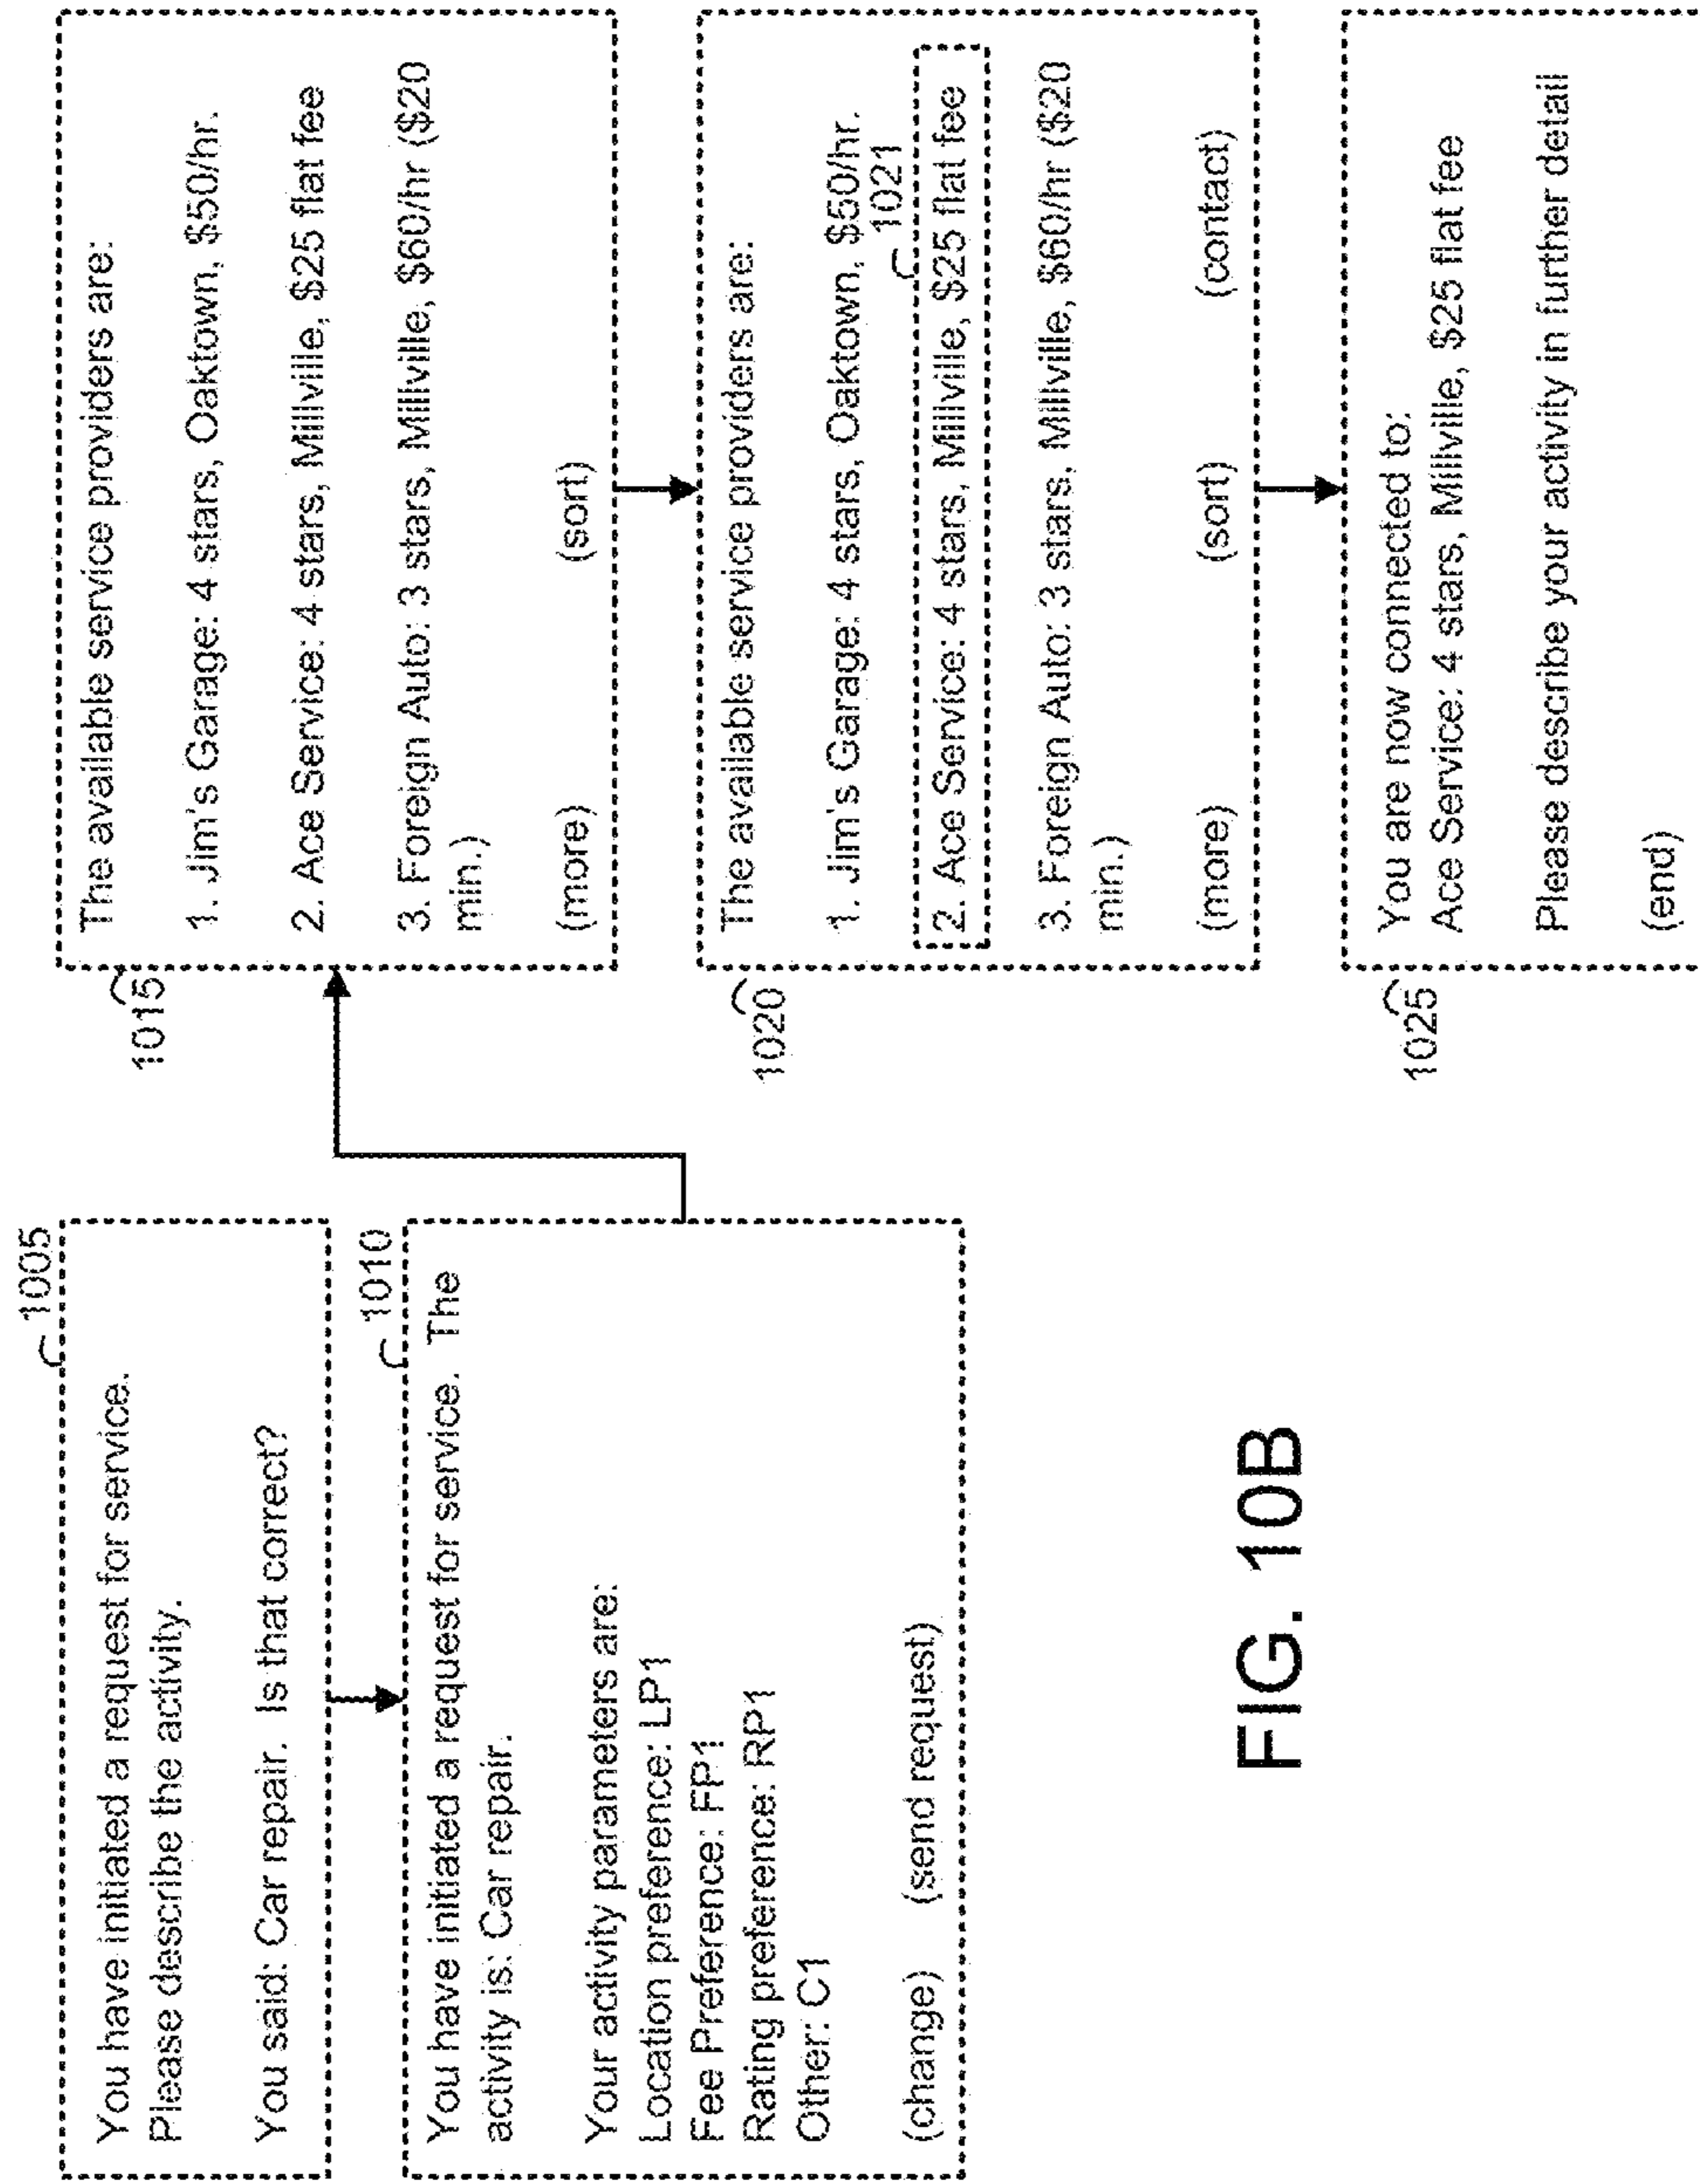 1005
You have initiated a request for service.
Please describe the activity.
You said: Car repair.  Is that correct?
1010
You have initiated a request for service.  The
activity is: Car repair.
Your activity parameters are:
Location preference: LP1
Fee Preference: FP1
Rating preference: RP1
Other: C1
(change) (send request)
1015
The available service providers are:
1. Jim's Garage: 4 stars, Oaktown, $50/hr.
2. Ace Service: 4 stars, Millville, $25 flat fee
3. Foreign Auto: 3 stars, Millville, $60/hr ($20
min.)
(more) (sort)
1020
The available service providers are:
1. Jim's Garage: 4 stars, Oaktown, $50/hr.
1021
2. Ace Service: 4 stars, Millville, $25 flat fee
3. Foreign Auto: 3 stars, Millville, $60/hr ($20
min.)
(more) (sort) (contact)
1025
You are now connected to:
Ace Service: 4 stars, Millville, $25 flat fee
Please describe your activity in further detail
(end)
FIG. 10B